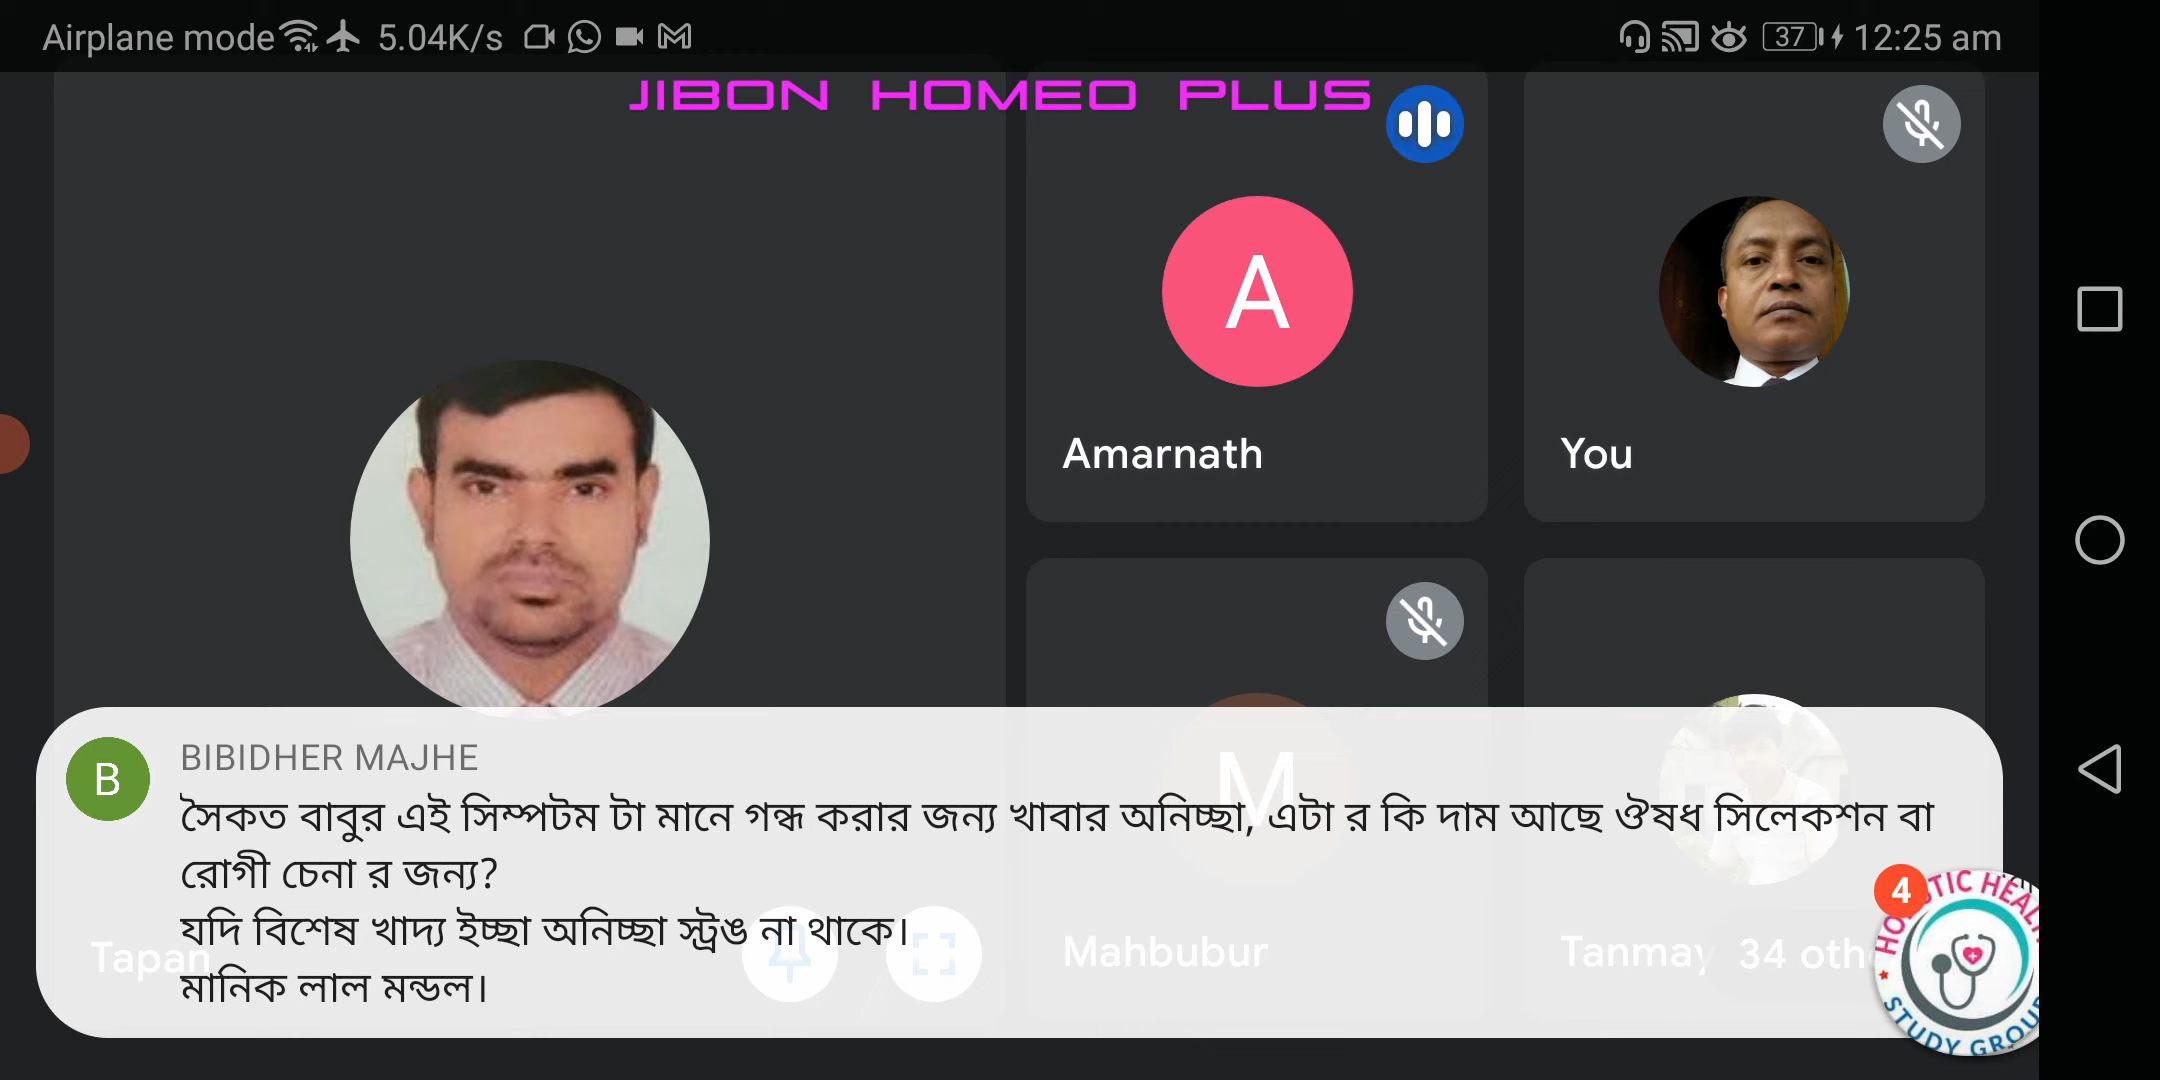 Airplane mode 5.04K/s 37 12:25 am
JIBON HOMEO PLUS
A
Amarnath
You
B
BIBIDHER MAJHE
সৈকত বাবুর এই সিম্পটম টা মানে গন্ধ করার জন্য খাবার অনিচ্ছা, এটা র কি দাম আছে ঔষধ সিলেকশন বা
রোগী চেনা র জন্য?
যদি বিশেষ খাদ্য ইচ্ছা অনিচ্ছা স্ট্রঙ না থাকে।
মানিক লাল মন্ডল।
M
Tapan
Mahbubur
Tanmay
34 oth
4
STUDY GROUP